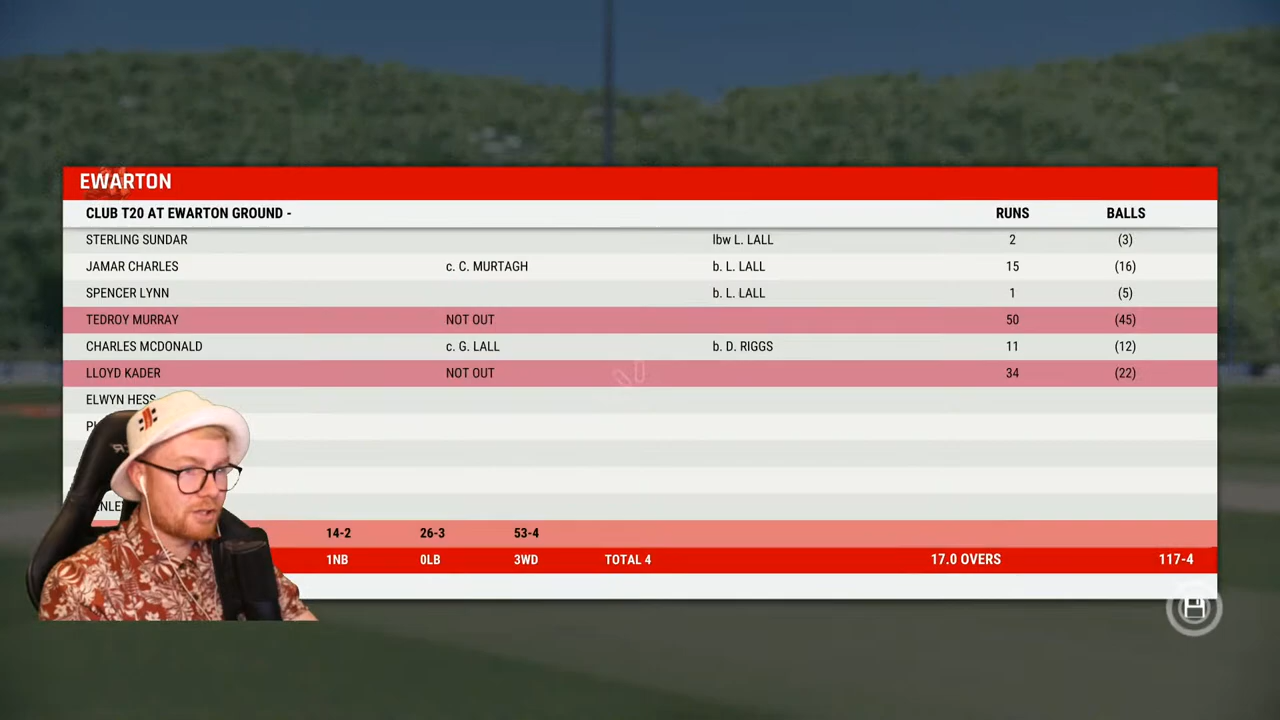 EWARTON
CLUB T20 AT EWARTON GROUND - RUNS BALLS
STERLING SUNDAR lbw L. LALL 2 (3)
JAMAR CHARLES c. C. MURTAGH b. L. LALL 15 (16)
SPENCER LYNN b. L. LALL 1 (5)
TEDROY MURRAY NOT OUT 50 (45)
CHARLES MCDONALD c. G. LALL b. D. RIGGS 11 (12)
LLOYD KADER NOT OUT 34 (22)
ELWYN HESS
14-2 26-3 53-4
1NB 0LB 3WD TOTAL 4 17.0 OVERS 117-4